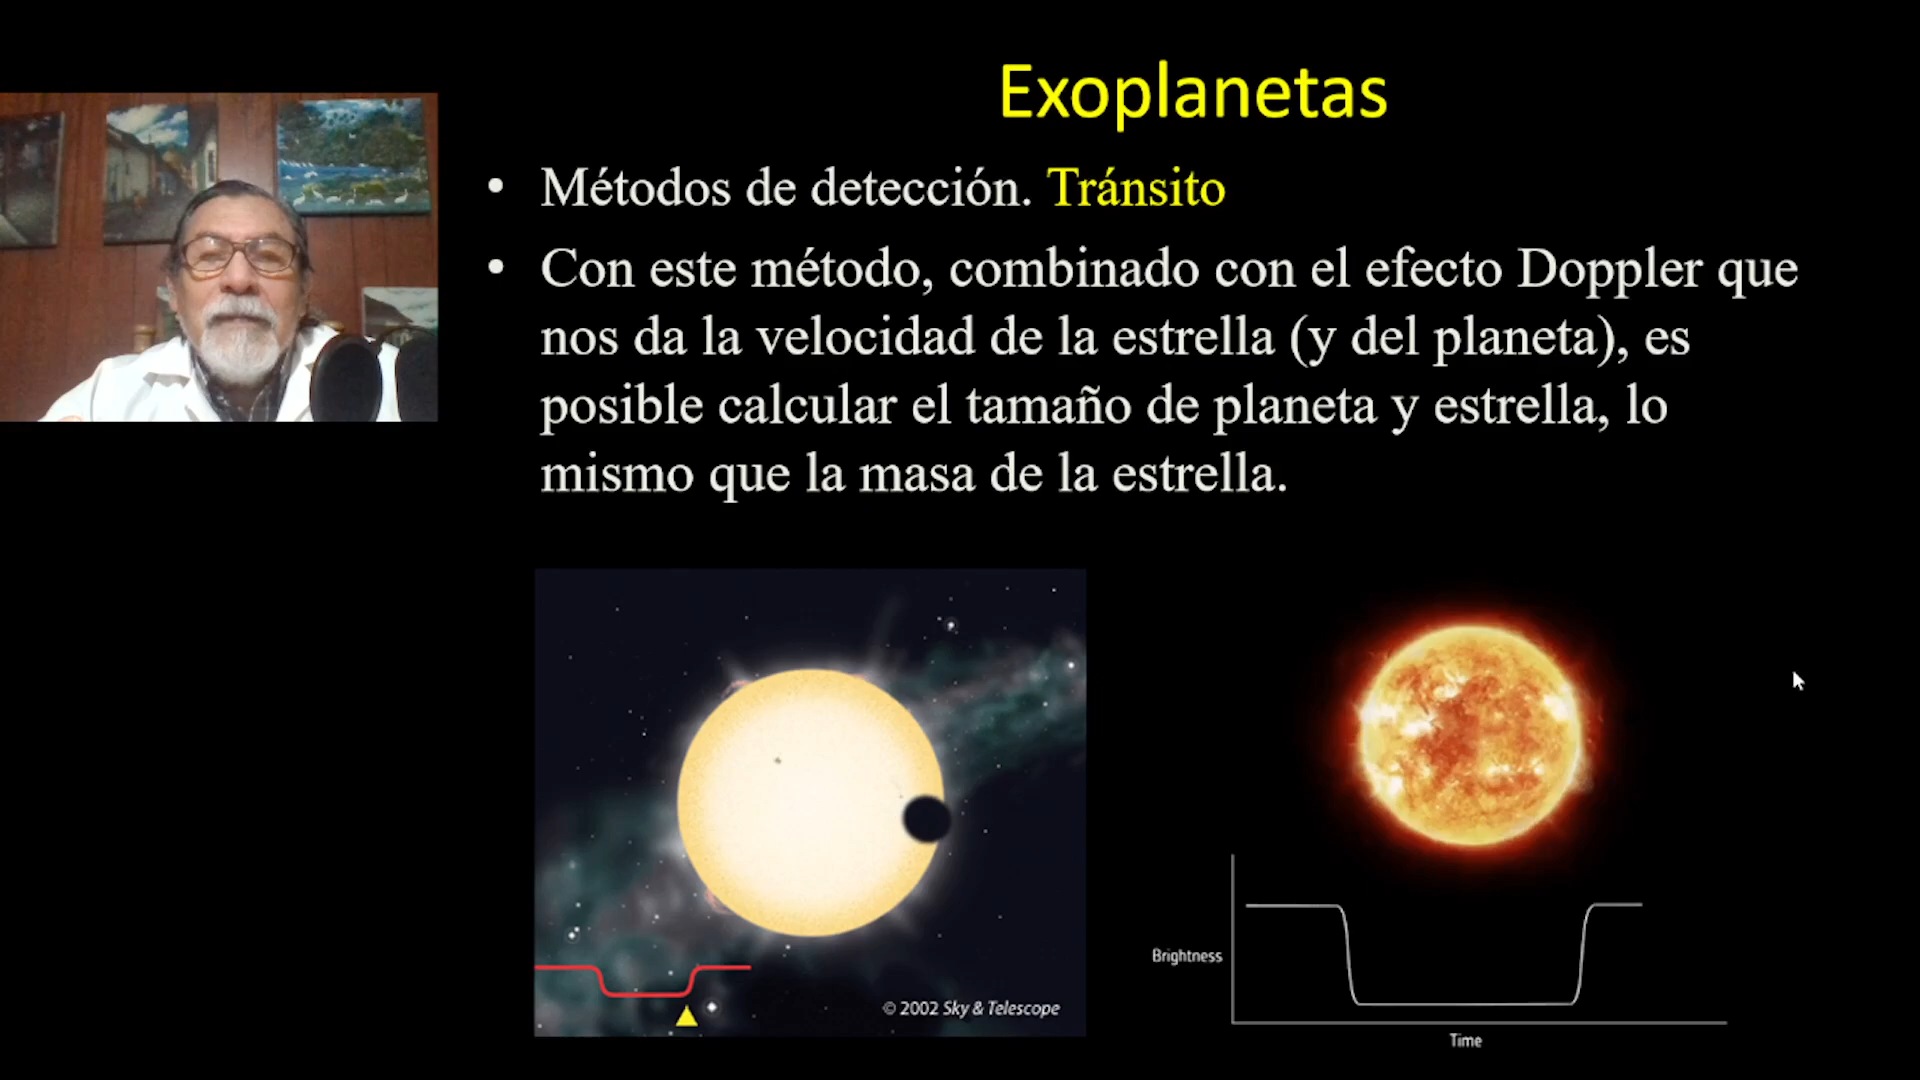 Exoplanetas
• Métodos de detección. Tránsito
• Con este método, combinado con el efecto Doppler que
nos da la velocidad de la estrella (y del planeta), es
posible calcular el tamaño de planeta y estrella, lo
mismo que la masa de la estrella.
© 2002 Sky & Telescope
Brightness
Time